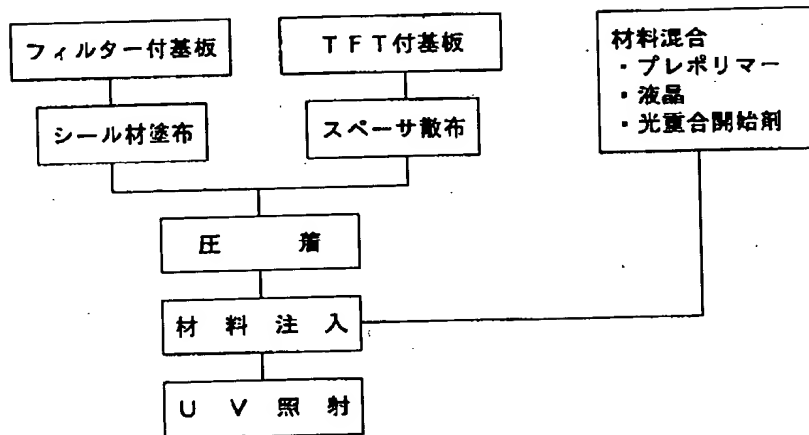 フィルター付基板
TFT付基板
材料混合
・プレポリマー
・液晶
・光重合開始剤
シール材塗布
スペーサ散布
圧着
材料注入
UV照射